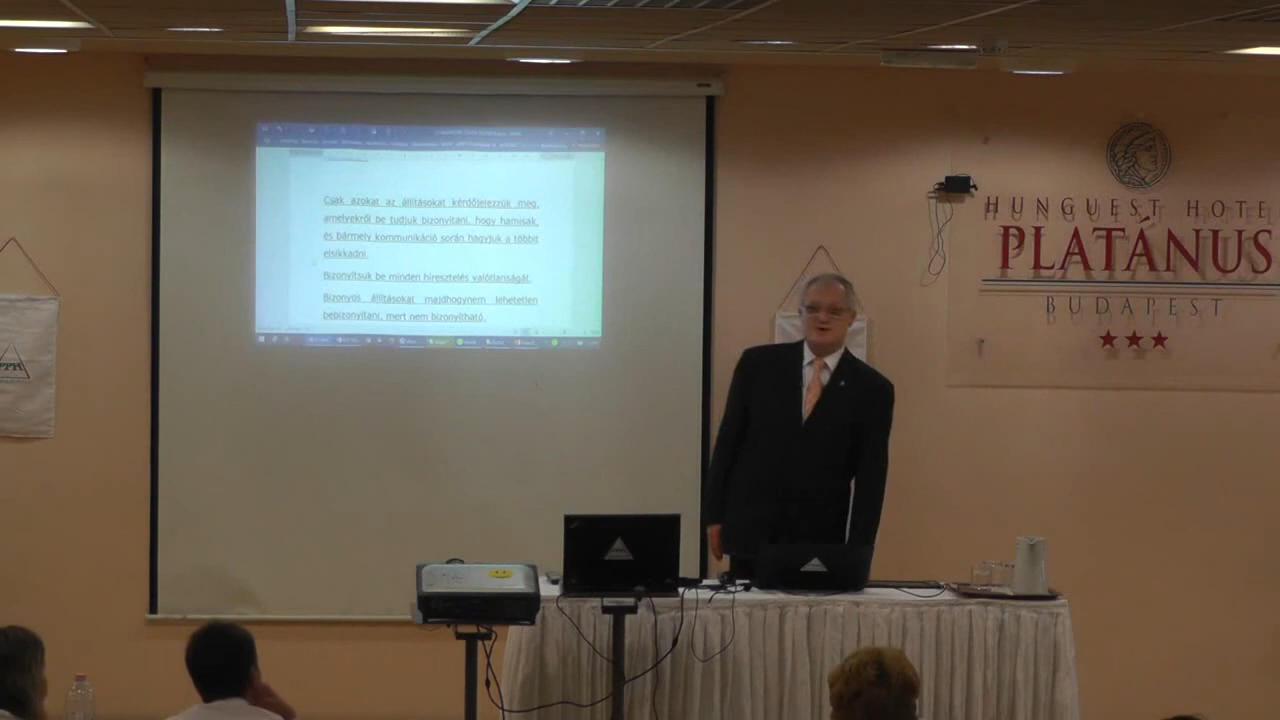 Csak azokat az állításokat kérdőjelezzük meg,
amelyekről be tudjuk bizonyítani, hogy hamisak,
és bármely kommunikáció során hagyjuk a többit
elsikkadni.
Bizonyítsuk be minden híresztelés valótlanságát.
Bizonyos állításokat majdhogynem lehetetlen
bebizonyítani, mert nem bizonyítható.
HUNGUEST HOTE
PLATÁNUS
BUDAPEST